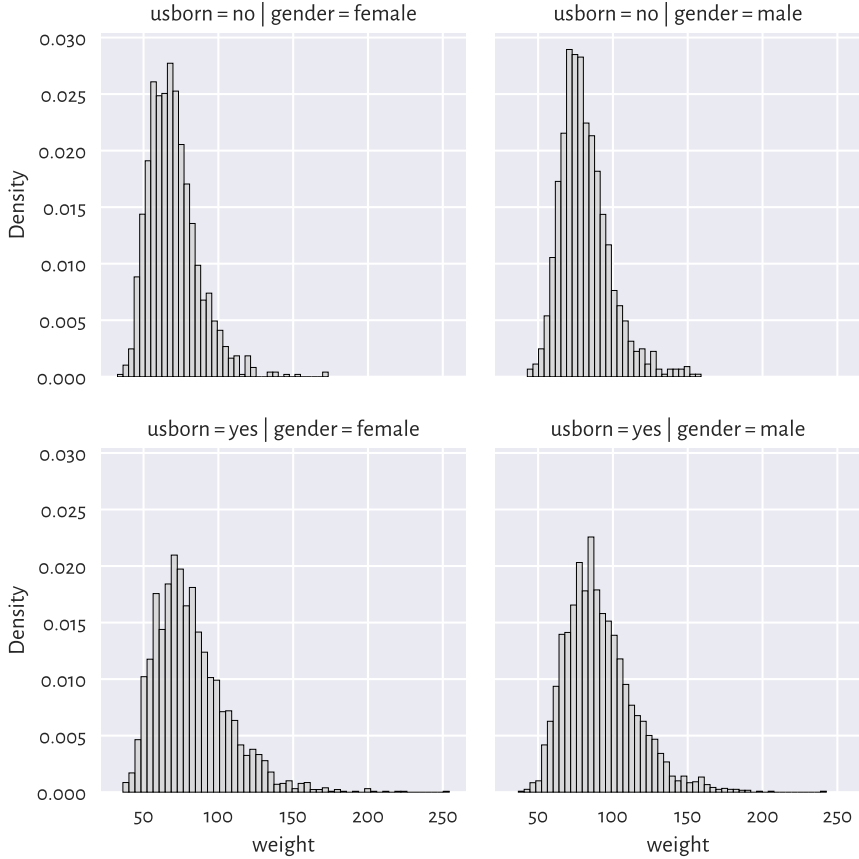 usborn = no | gender = female
usborn = no | gender = male
0.030
0.025
0.020
0.015
0.010
0.005
0.000
Density
usborn = yes | gender = female
usborn = yes | gender = male
0.030
0.025
0.020
0.015
0.010
0.005
0.000
Density
50 100 150 200 250
50 100 150 200 250
weight
weight